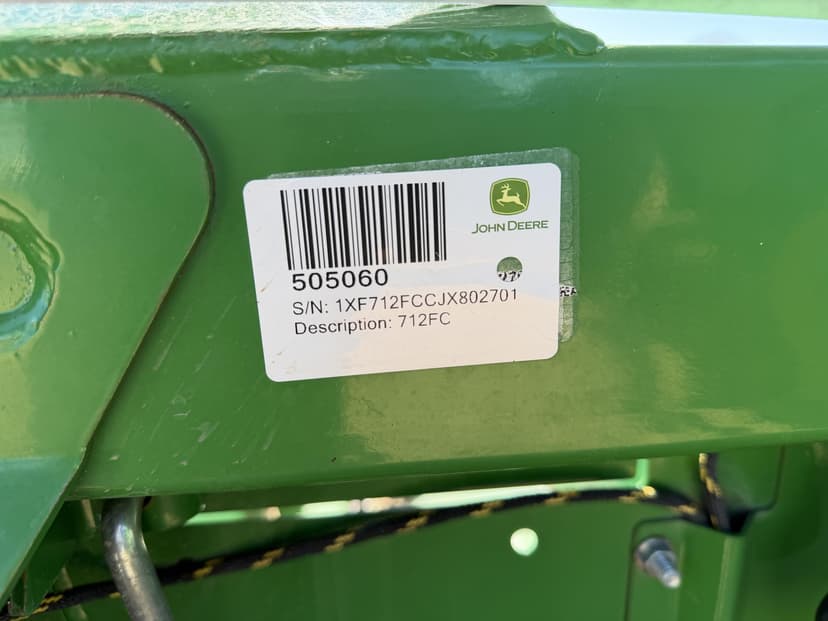 JOHN DEERE
505060
S/N: 1XF712FCCJX802701
Description: 712FC